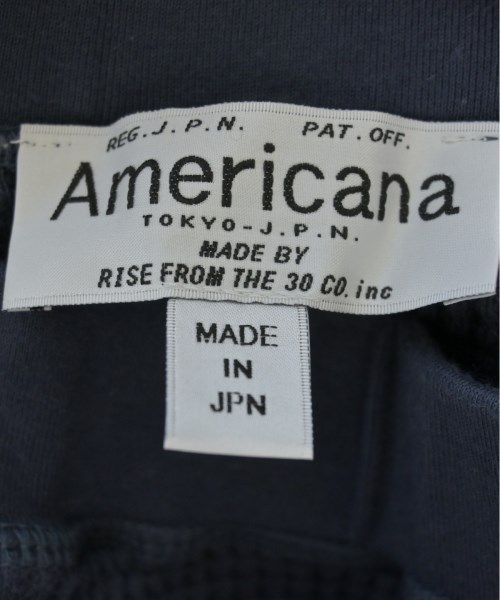 REG. J. P. N. PAT. OFF.
Americana
TOKYO-J.P.N.
MADE BY
RISE FROM THE 30 CO. inc
MADE
IN
JPN